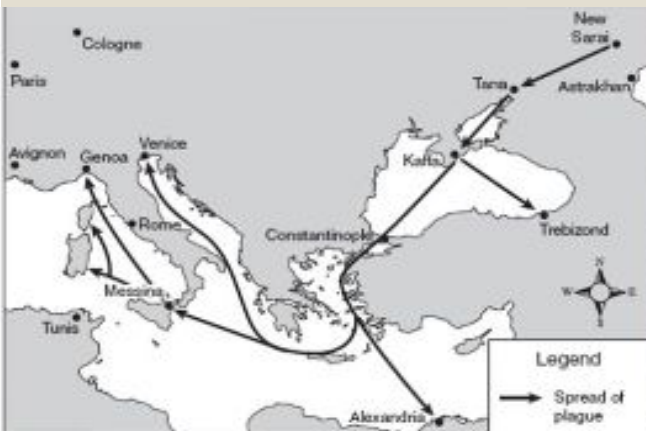 New
Sarai
Cologne
Paris
Tana
Astrakhan
Avignon
Genoa
Venice
Kaffa
Rome
Constantinople
Trebizond
Messina
N
W
E
S
Tunis
Legend
Spread of
plague
Alexandria